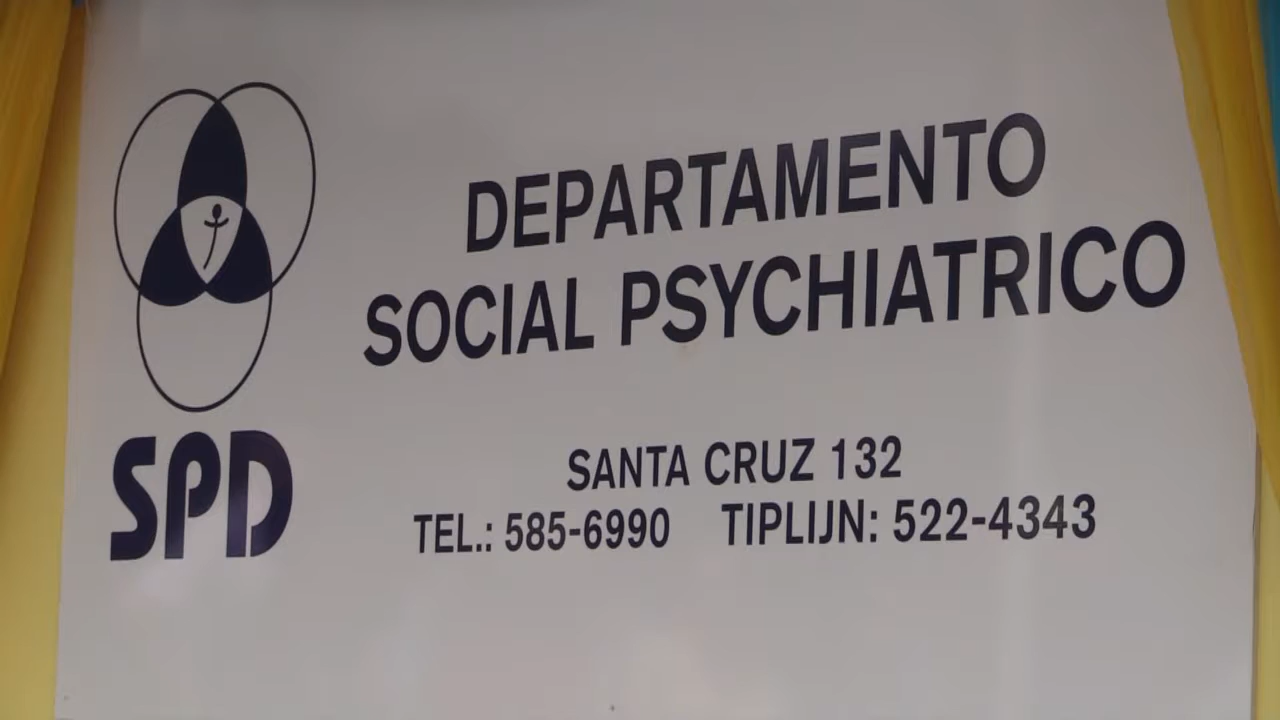 DEPARTAMENTO
SOCIAL PSYCHIATRICO
SPD
SANTA CRUZ 132
TEL.: 585-6990 TIPLIJN: 522-4343